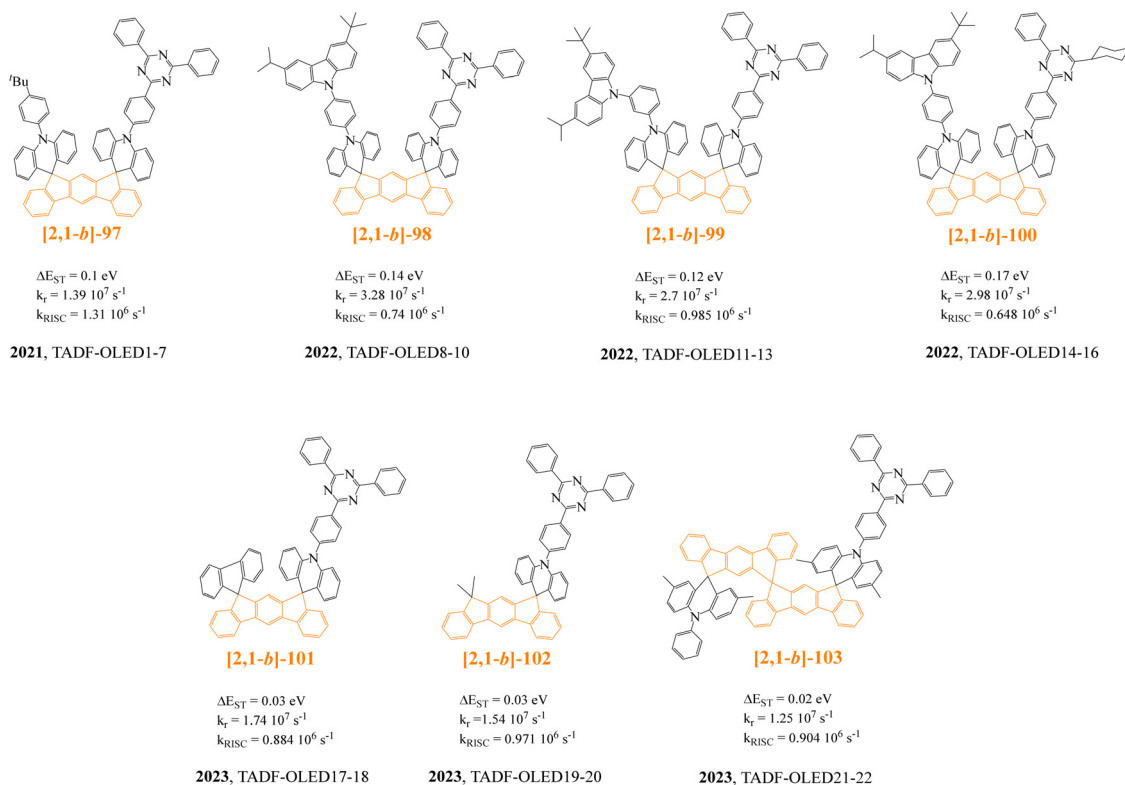 tBu
N
N
N
N
N
[2,1-b]-97
ΔE_ST = 0.1 eV
k_r = 1.39 10^7 s^-1
k_RISC = 1.31 10^6 s^-1
2021, TADF-OLED1-7
N
N
N
N
N
N
[2,1-b]-98
ΔE_ST = 0.14 eV
k_r = 3.28 10^7 s^-1
k_RISC = 0.74 10^6 s^-1
2022, TADF-OLED8-10
N
N
N
N
N
N
[2,1-b]-99
ΔE_ST = 0.12 eV
k_r = 2.7 10^7 s^-1
k_RISC = 0.985 10^6 s^-1
2022, TADF-OLED11-13
N
N
N
N
N
N
[2,1-b]-100
ΔE_ST = 0.17 eV
k_r = 2.98 10^7 s^-1
k_RISC = 0.648 10^6 s^-1
2022, TADF-OLED14-16
N
N
N
N
[2,1-b]-101
ΔE_ST = 0.03 eV
k_r = 1.74 10^7 s^-1
k_RISC = 0.884 10^6 s^-1
2023, TADF-OLED17-18
N
N
N
N
[2,1-b]-102
ΔE_ST = 0.03 eV
k_r =1.54 10^7 s^-1
k_RISC = 0.971 10^6 s^-1
2023, TADF-OLED19-20
N
N
N
N
N
[2,1-b]-103
ΔE_ST = 0.02 eV
k_r = 1.25 10^7 s^-1
k_RISC = 0.904 10^6 s^-1
2023, TADF-OLED21-22